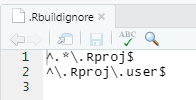 .Rbuildignore
ABC
1 ^.*\.Rproj$
2 ^\.Rproj\.user$
3